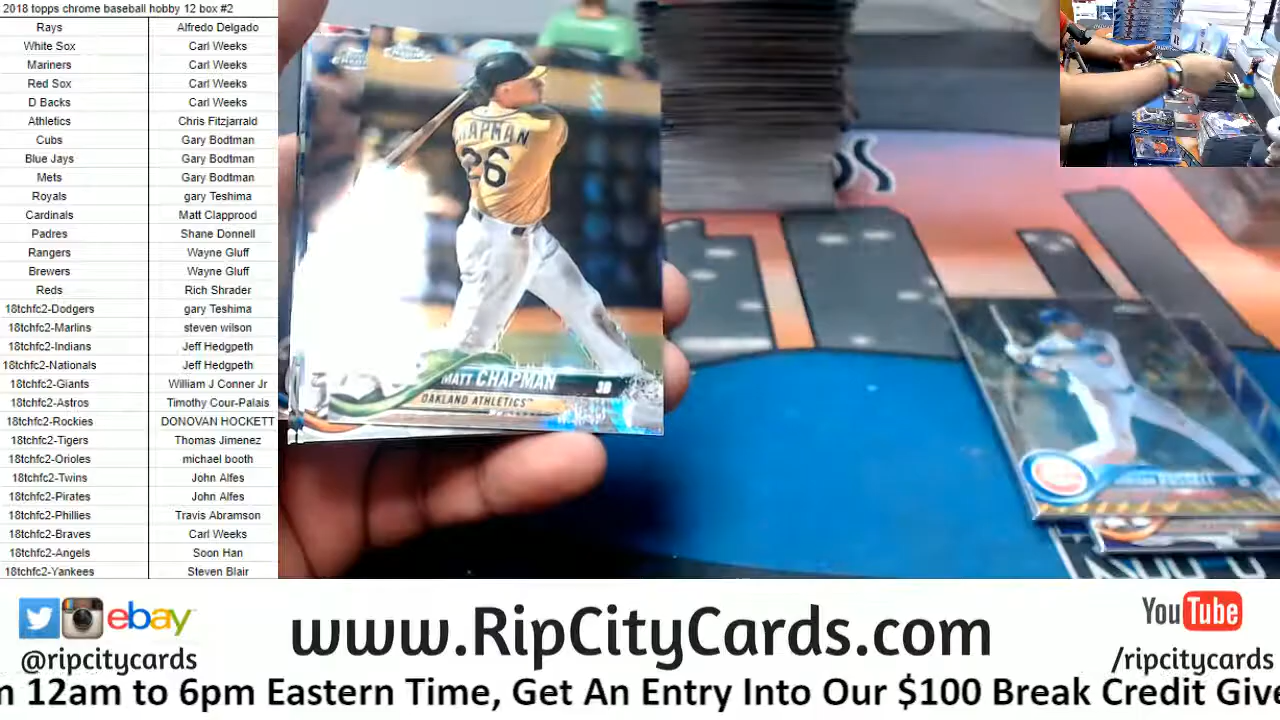 2018 topps chrome baseball hobby 12 box #2
Rays Alfredo Delgado
White Sox Carl Weeks
Mariners Carl Weeks
Red Sox Carl Weeks
D Backs Carl Weeks
Athletics Chris Fitzjarrald
Cubs Gary Bodtman
Blue Jays Gary Bodtman
Mets Gary Bodtman
Royals gary Teshima
Cardinals Matt Clapprood
Padres Shane Donnell
Rangers Wayne Gluff
Brewers Wayne Gluff
Reds Rich Shrader
18tchfc2-Dodgers gary Teshima
18tchfc2-Marlins steven wilson
18tchfc2-Indians Jeff Hedgpeth
18tchfc2-Nationals Jeff Hedgpeth
18tchfc2-Giants William J Conner Jr
18tchfc2-Astros Timothy Cour-Palais
18tchfc2-Rockies DONOVAN HOCKETT
18tchfc2-Tigers Thomas Jimenez
18tchfc2-Orioles michael booth
18tchfc2-Twins John Alfes
18tchfc2-Pirates John Alfes
18tchfc2-Phillies Travis Abramson
18tchfc2-Braves Carl Weeks
18tchfc2-Angels Soon Han
18tchfc2-Yankees Steven Blair
CHAPMAN
26
MATT CHAPMAN 3B
OAKLAND ATHLETICS
RUSSELL
ebay
@ripcitycards
www.RipCityCards.com
YouTube
/ripcitycards
12am to 6pm Eastern Time, Get An Entry Into Our $100 Break Credit Give